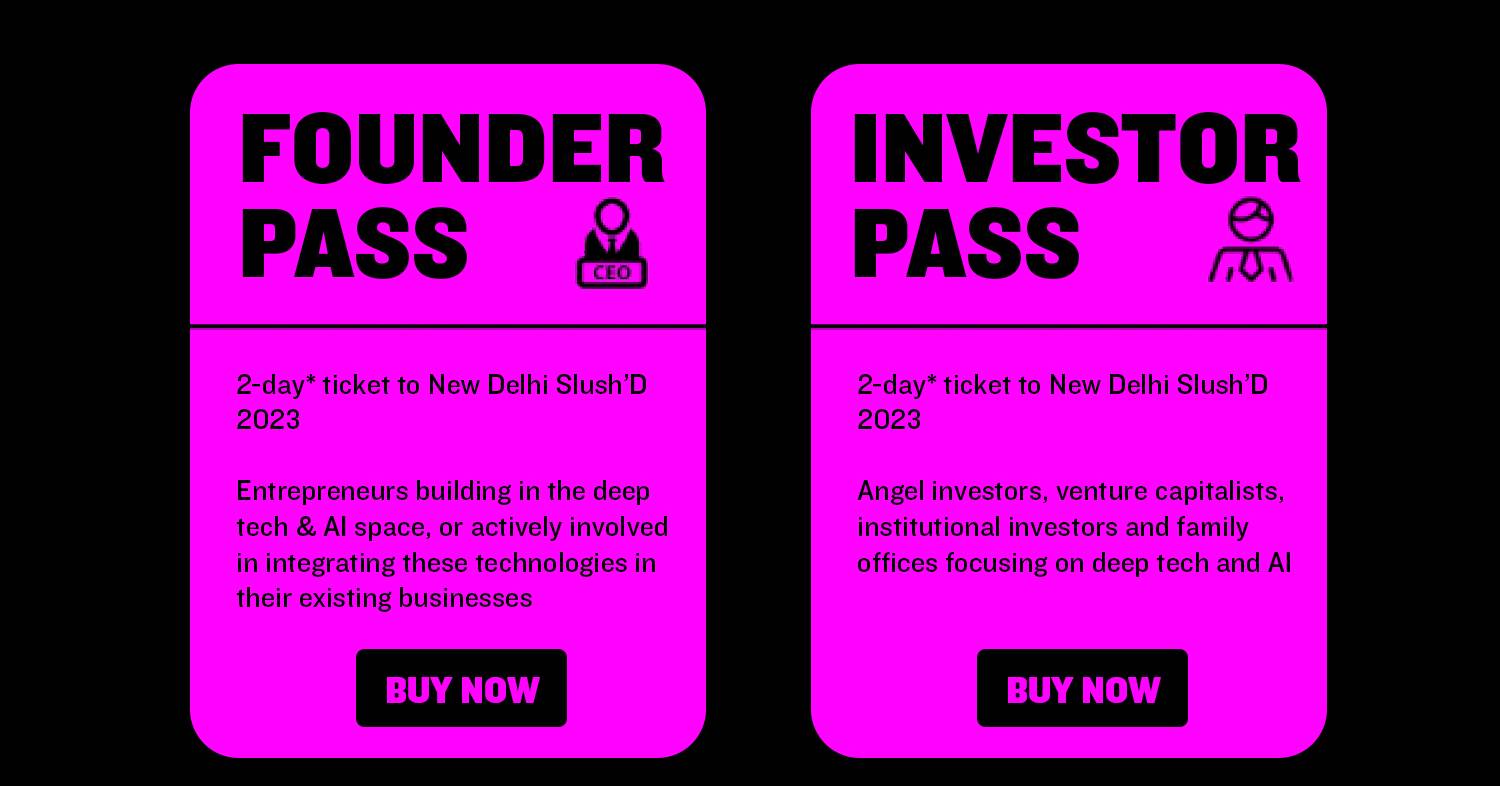 FOUNDER
PASS
CEO
2-day* ticket to New Delhi Slush’D
2023
Entrepreneurs building in the deep
tech & AI space, or actively involved
in integrating these technologies in
their existing businesses
BUY NOW
INVESTOR
PASS
2-day* ticket to New Delhi Slush’D
2023
Angel investors, venture capitalists,
institutional investors and family
offices focusing on deep tech and AI
BUY NOW